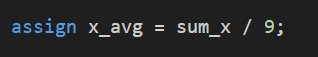 assign x_avg = sum_x / 9;